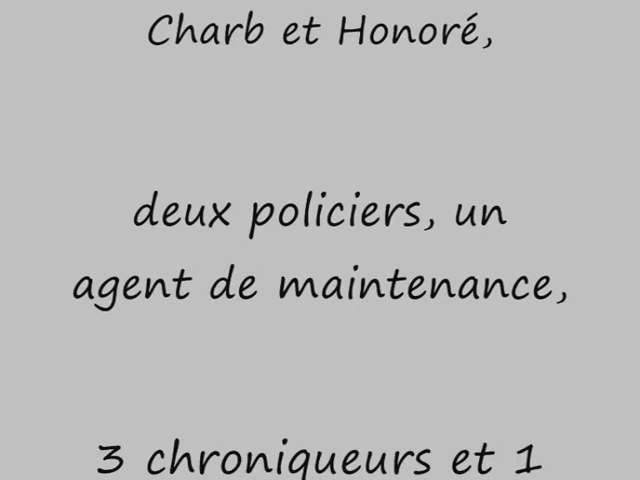 Charb et Honoré,
deux policiers, un
agent de maintenance,
3 chroniqueurs et 1